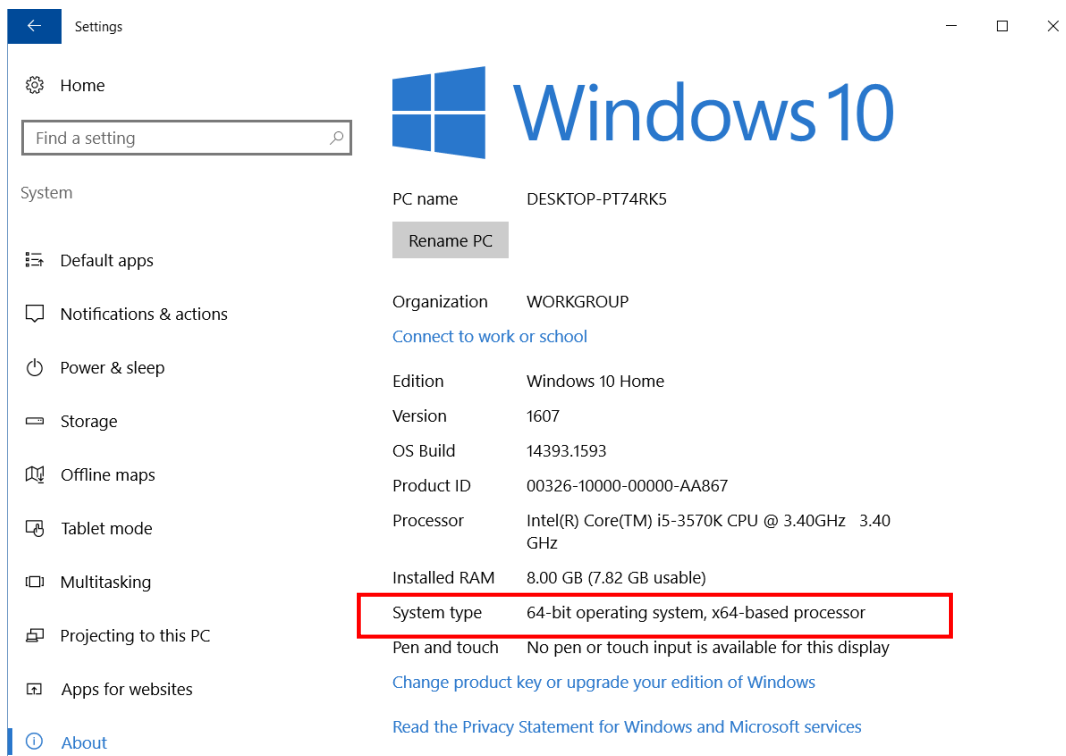 Settings
Home
Find a setting
System
Default apps
Notifications & actions
Power & sleep
Storage
Offline maps
Tablet mode
Multitasking
Projecting to this PC
Apps for websites
About
Windows 10
PC name DESKTOP-PT74RK5
Rename PC
Organization WORKGROUP
Connect to work or school
Edition Windows 10 Home
Version 1607
OS Build 14393.1593
Product ID 00326-10000-00000-AA867
Processor Intel(R) Core(TM) i5-3570K CPU @ 3.40GHz 3.40
GHz
Installed RAM 8.00 GB (7.82 GB usable)
System type 64-bit operating system, x64-based processor
Pen and touch No pen or touch input is available for this display
Change product key or upgrade your edition of Windows
Read the Privacy Statement for Windows and Microsoft services